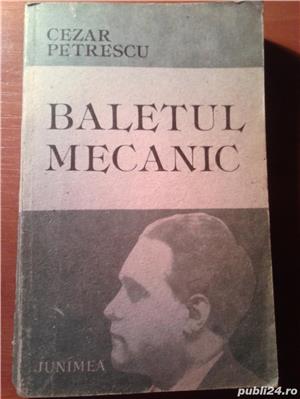 CEZAR
PETRESCU
BALETUL
MECANIC
JUNIMEA
publi24.ro